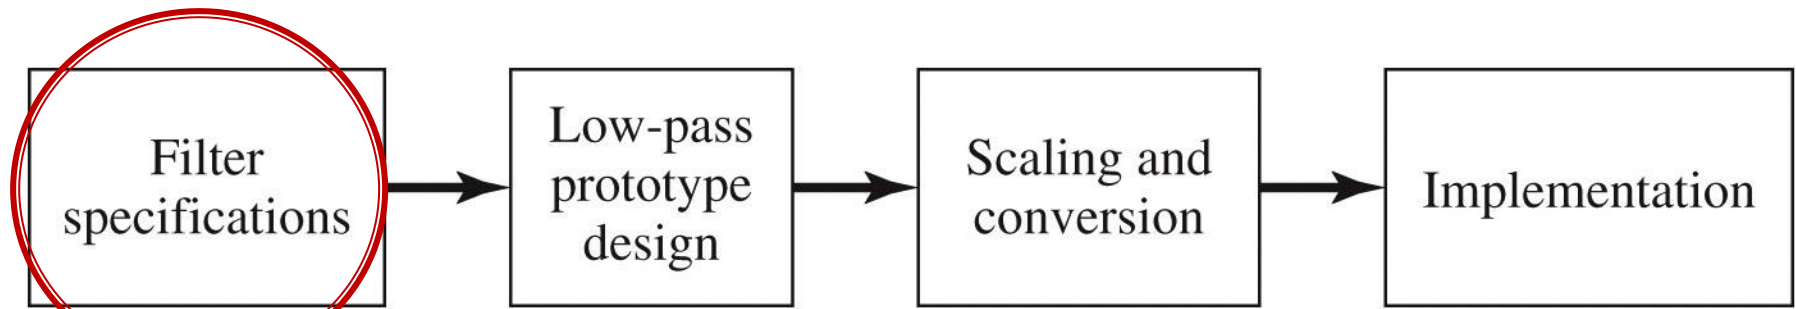 Filter
specifications
Low-pass
prototype
design
Scaling and
conversion
Implementation